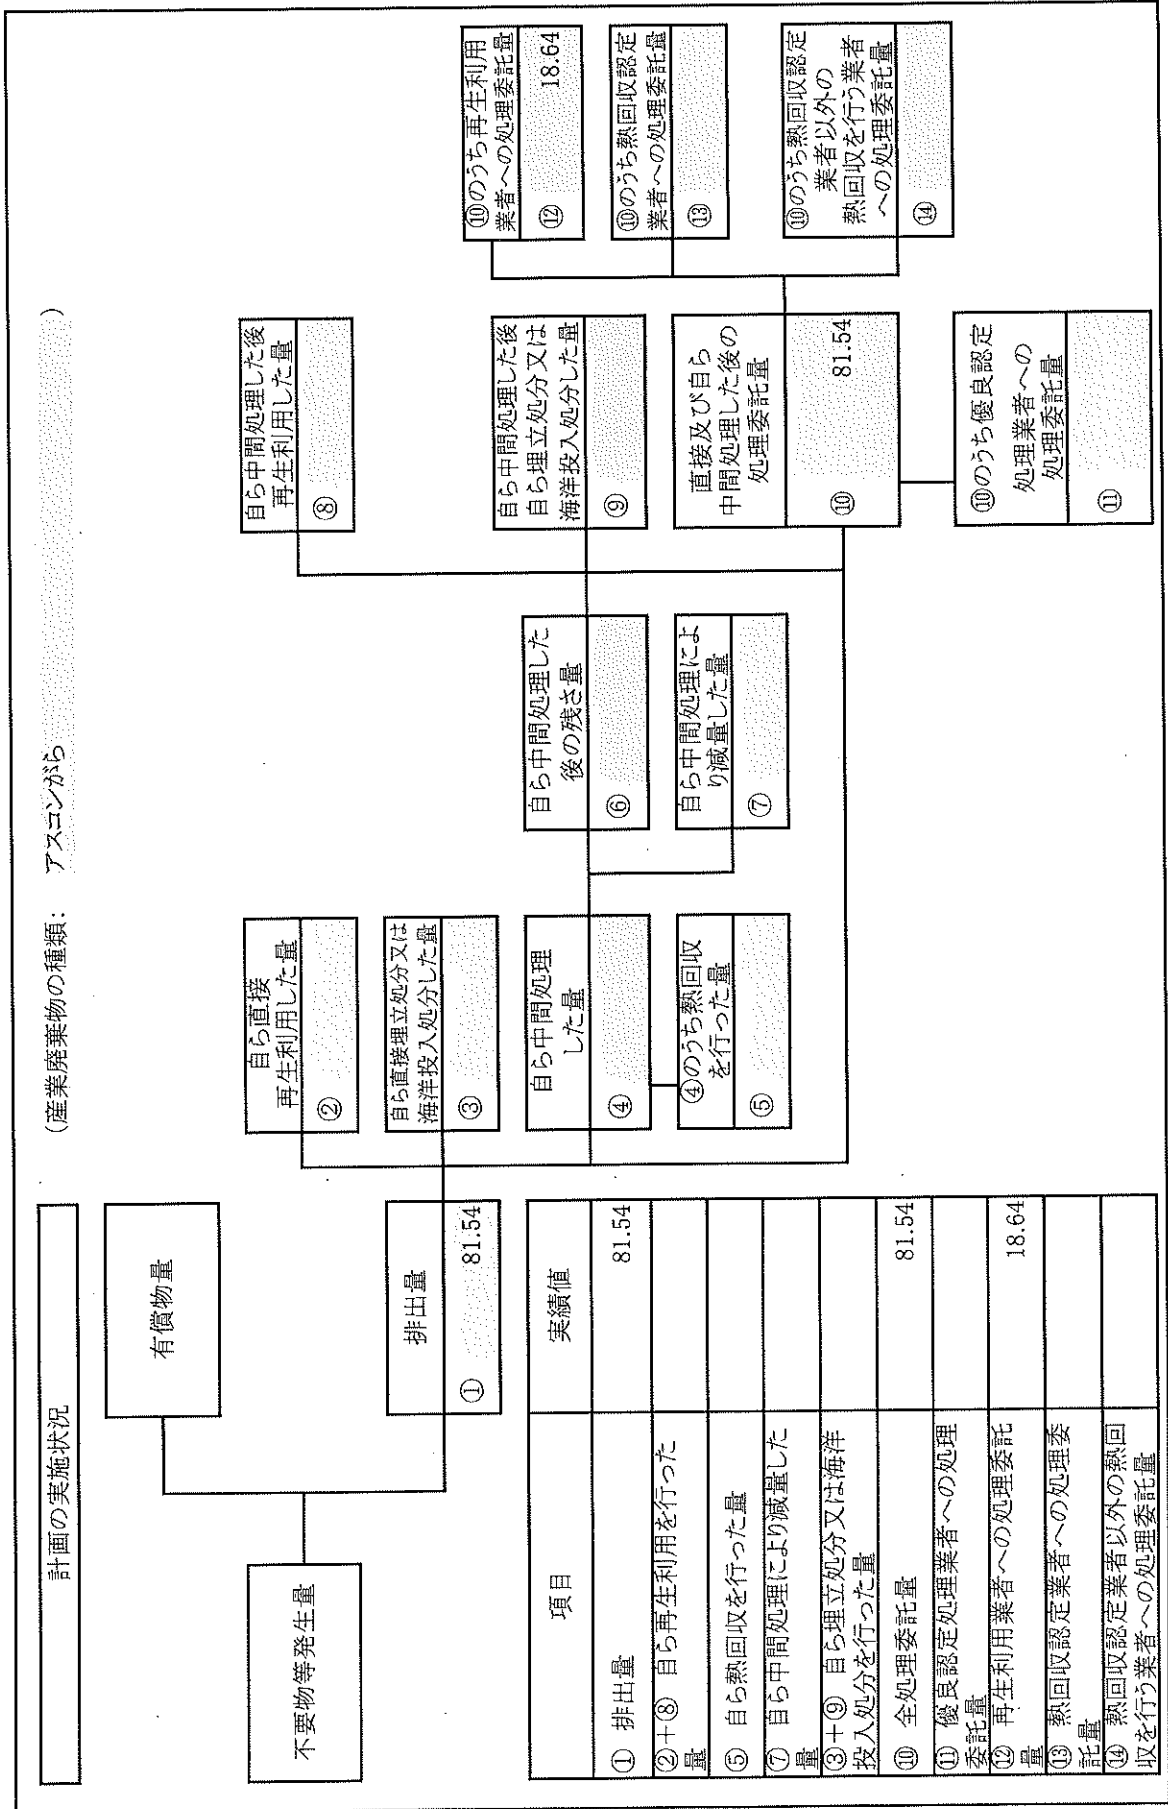 計画の実施状況
(産業廃棄物の種類: アスコンがら )
有償物量
不要物等発生量
排出量
① 81.54
自ら直接
再生利用した量
②
自ら直接埋立処分又は
海洋投入処分した量
③
自ら中間処理
した量
④
④のうち熱回収
を行った量
⑤
自ら中間処理した
後の残さ量
⑥
自ら中間処理によ
り減量した量
⑦
自ら中間処理した後
再生利用した量
⑧
自ら中間処理した後
自ら埋立処分又は
海洋投入処分した量
⑨
直接及び自ら
中間処理した後の
処理委託量
⑩ 81.54
⑩のうち優良認定
処理業者への
処理委託量
⑪
⑩のうち再生利用
業者への処理委託量
⑫ 18.64
⑩のうち熱回収認定
業者への処理委託量
⑬
⑩のうち熱回収認定
業者以外の
熱回収を行う業者
への処理委託量
⑭
項目 実績値
① 排出量 81.54
②+⑧ 自ら再生利用を行った
量
⑤ 自ら熱回収を行った量
⑦ 自ら中間処理により減量した
量
③+⑨ 自ら埋立処分又は海洋
投入処分を行った量
⑩ 全処理委託量 81.54
⑪ 優良認定処理業者への処理
委託量
⑫ 再生利用業者への処理委託
量 18.64
⑬ 熱回収認定業者への処理委
託量
⑭ 熱回収認定業者以外の熱回
収を行う業者への処理委託量